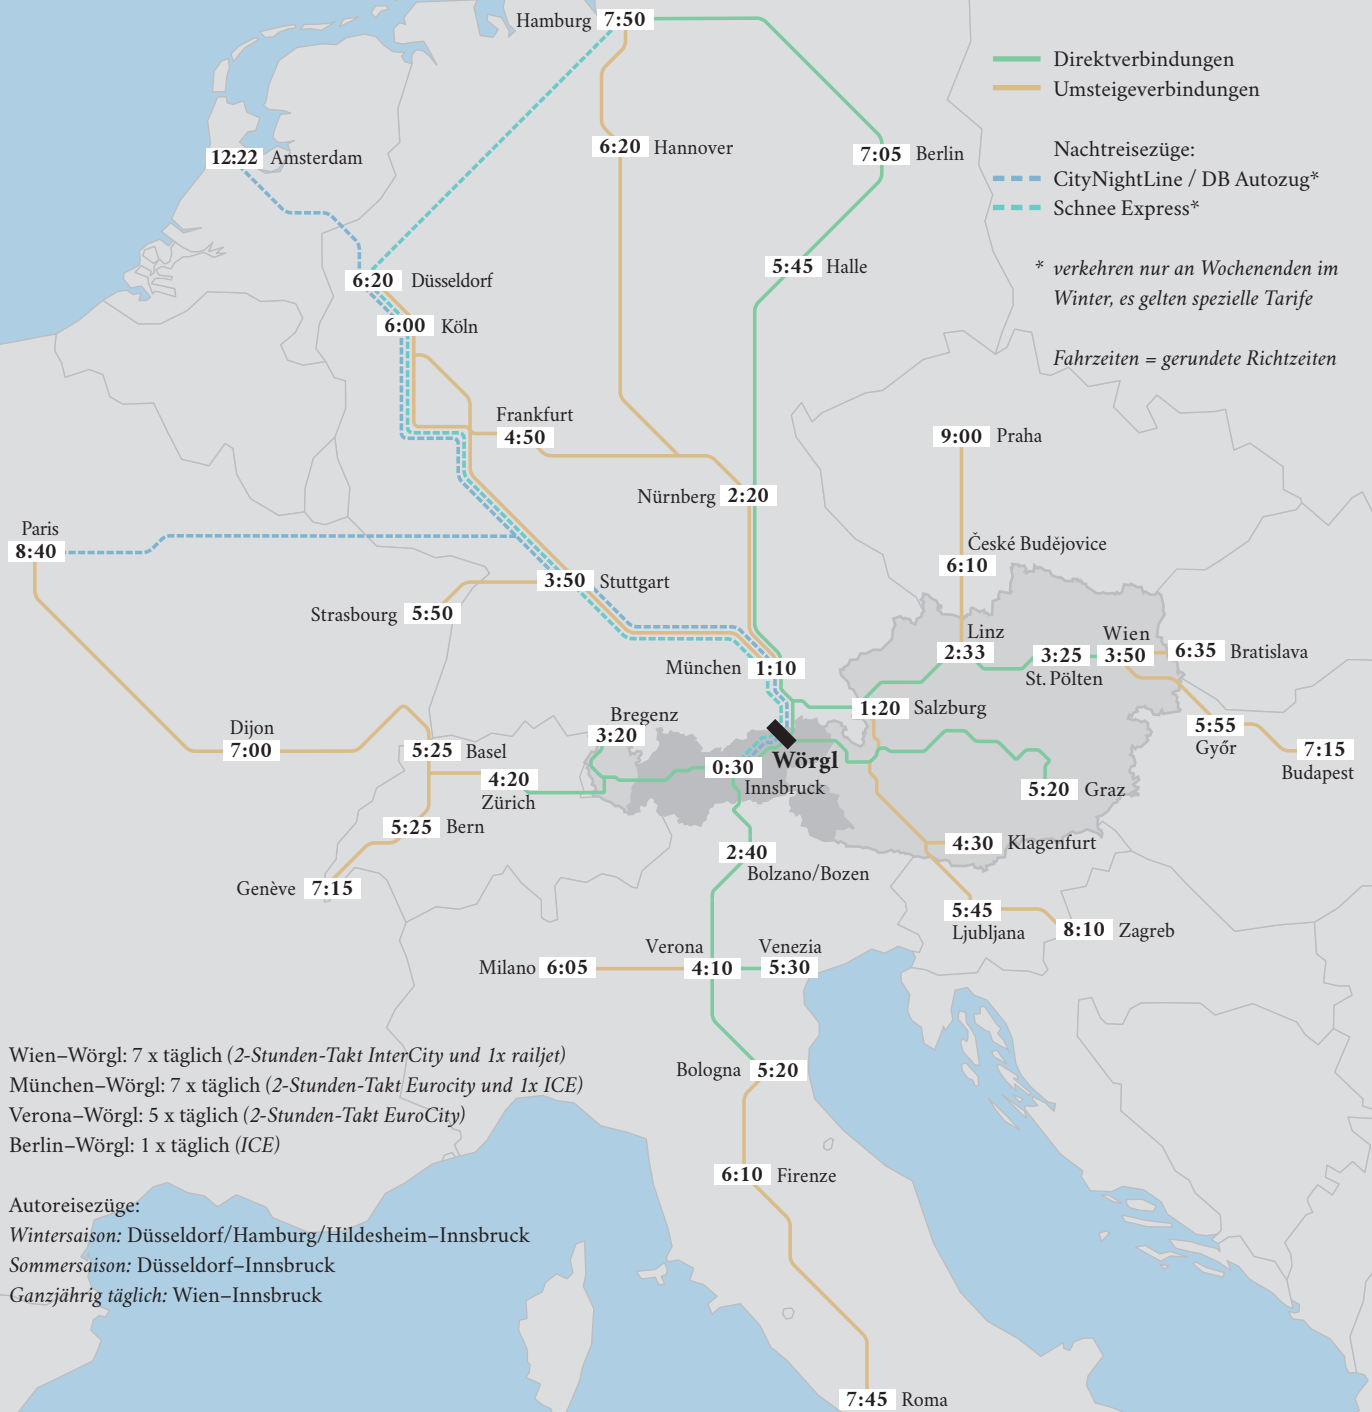 Hamburg 7:50
Direktverbindungen
Umsteigeverbindungen
6:20 Hannover
7:05 Berlin
Nachtreisezüge:
12:22 Amsterdam
CityNightLine / DB Autozug*
Schnee Express*
5:45 Halle
* verkehren nur an Wochenenden im
Winter, es gelten spezielle Tarife
6:20 Düsseldorf
6:00 Köln
Fahrzeiten = gerundete Richtzeiten
Frankfurt
4:50
9:00 Praha
Nürnberg 2:20
Paris
8:40
České Budějovice
6:10
3:50 Stuttgart
Strasbourg 5:50
Linz
2:33
Wien
3:50
3:25
St. Pölten
6:35 Bratislava
München 1:10
1:20 Salzburg
Bregenz
3:20
5:55
Győr
Dijon
7:00
5:25 Basel
7:15
Budapest
Wörgl
0:30
Innsbruck
4:20
Zürich
5:20 Graz
5:25 Bern
4:30 Klagenfurt
2:40
Bolzano/Bozen
Genève 7:15
5:45
Ljubljana
8:10 Zagreb
Verona
4:10
Venezia
5:30
Milano 6:05
Wien–Wörgl: 7 x täglich (2-Stunden-Takt InterCity und 1x railjet)
München–Wörgl: 7 x täglich (2-Stunden-Takt Eurocity und 1x ICE)
Verona–Wörgl: 5 x täglich (2-Stunden-Takt EuroCity)
Berlin–Wörgl: 1 x täglich (ICE)
Bologna 5:20
6:10 Firenze
Autoreisezüge:
Wintersaison: Düsseldorf/Hamburg/Hildesheim–Innsbruck
Sommersaison: Düsseldorf–Innsbruck
Ganzjährig täglich: Wien–Innsbruck
7:45 Roma